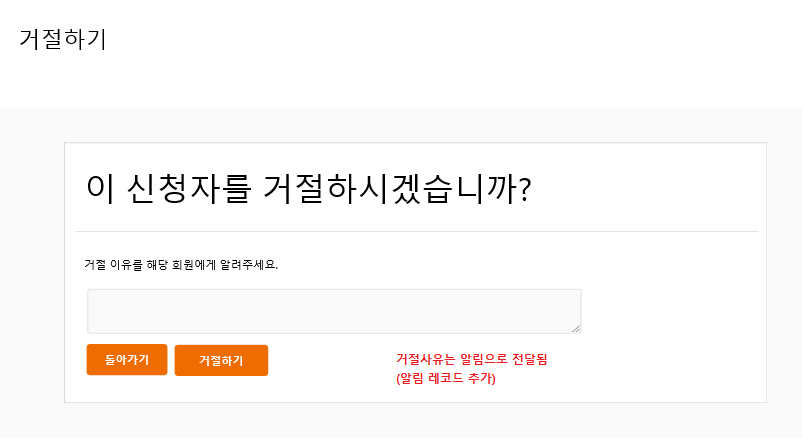 거절하기
이 신청자를 거절하시겠습니까?
거절 이유를 해당 회원에게 알려주세요.
돌아가기
거절하기
거절사유는 알림으로 전달됨
(알림 레코드 추가)